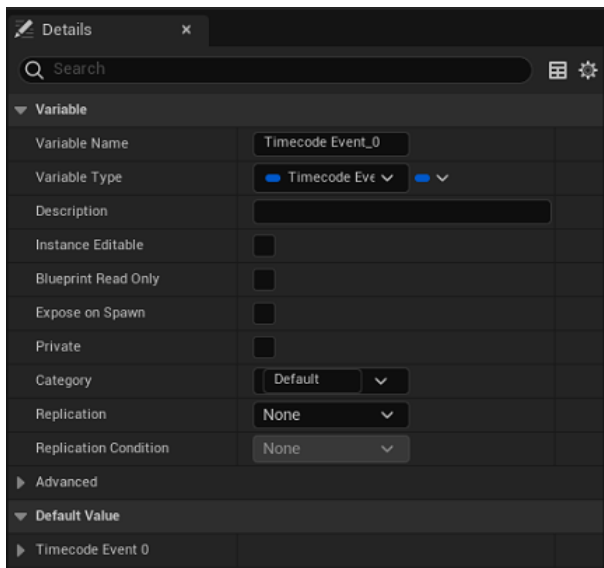 Details
Search
Variable
Variable Name Timecode Event_0
Variable Type Timecode Eve
Description
Instance Editable
Blueprint Read Only
Expose on Spawn
Private
Category Default
Replication None
Replication Condition None
Advanced
Default Value
Timecode Event 0